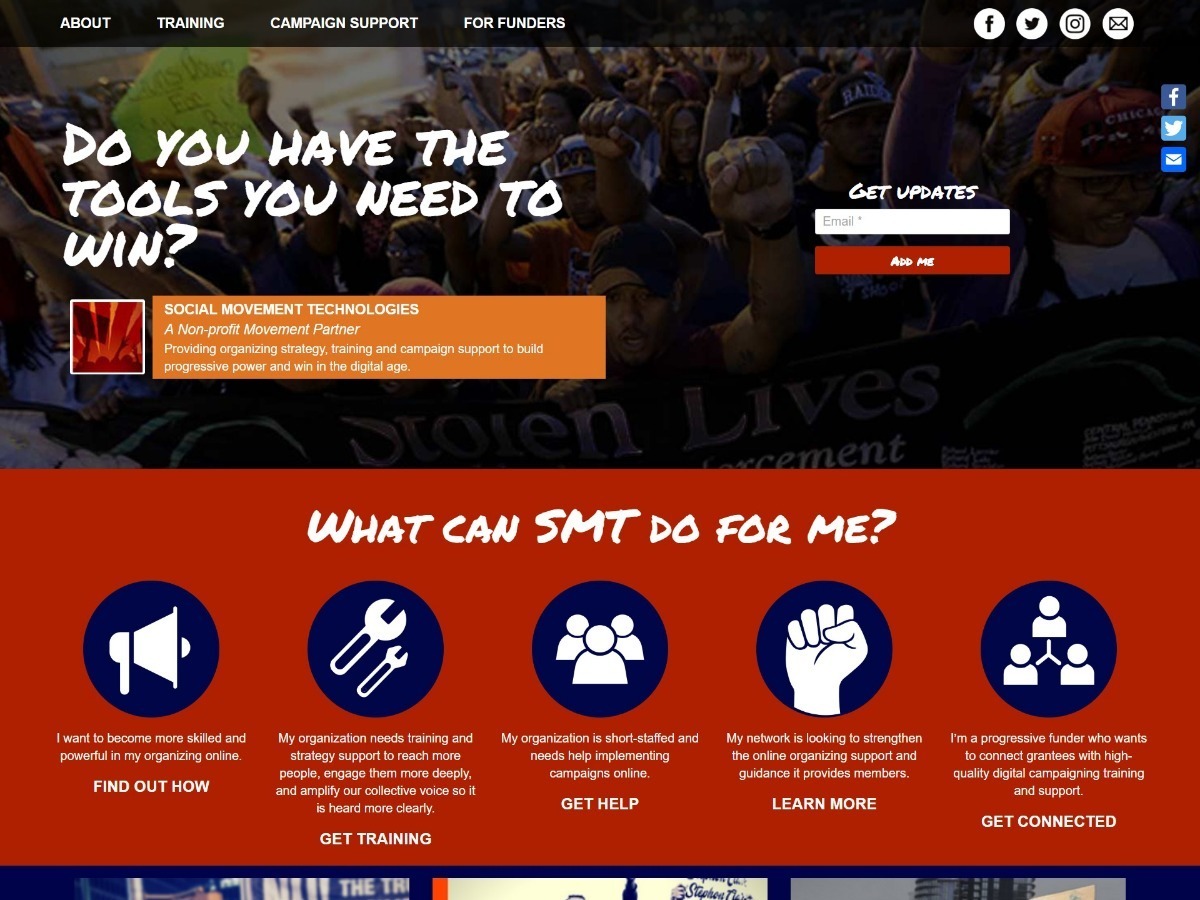 ABOUT TRAINING CAMPAIGN SUPPORT FOR FUNDERS
RAIDERS
CHICAGO
DO YOU HAVE THE
TOOLS YOU NEED TO
WIN?
GET UPDATES
Email *
ADD ME
SOCIAL MOVEMENT TECHNOLOGIES
A Non-profit Movement Partner
Providing organizing strategy, training and campaign support to build
progressive power and win in the digital age.
Stolen Lives
WHAT CAN SMT DO FOR ME?
I want to become more skilled and
powerful in my organizing online.
FIND OUT HOW
My organization needs training and
strategy support to reach more
people, engage them more deeply,
and amplify our collective voice so it
is heard more clearly.
GET TRAINING
My organization is short-staffed and
needs help implementing
campaigns online.
GET HELP
My network is looking to strengthen
the online organizing support and
guidance it provides members.
LEARN MORE
I'm a progressive funder who wants
to connect grantees with high-
quality digital campaigning training
and support.
GET CONNECTED
THE